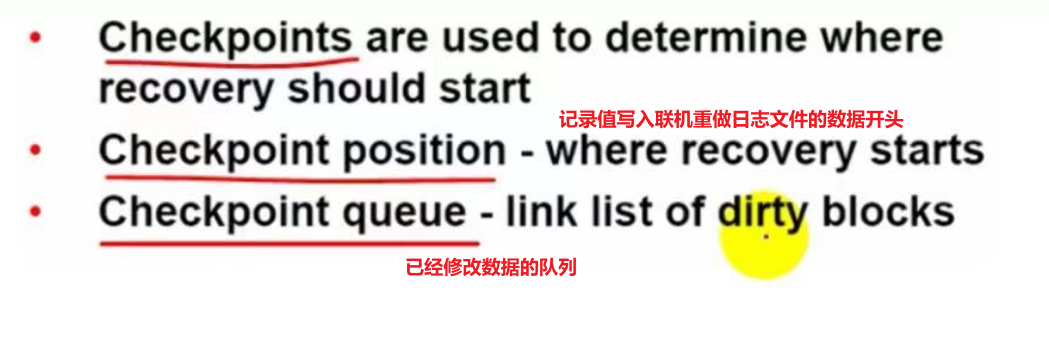 • Checkpoints are used to determine where
recovery should start
记录值写入联机重做日志文件的数据开头
• Checkpoint position - where recovery starts
• Checkpoint queue - link list of dirty blocks
已经修改数据的队列